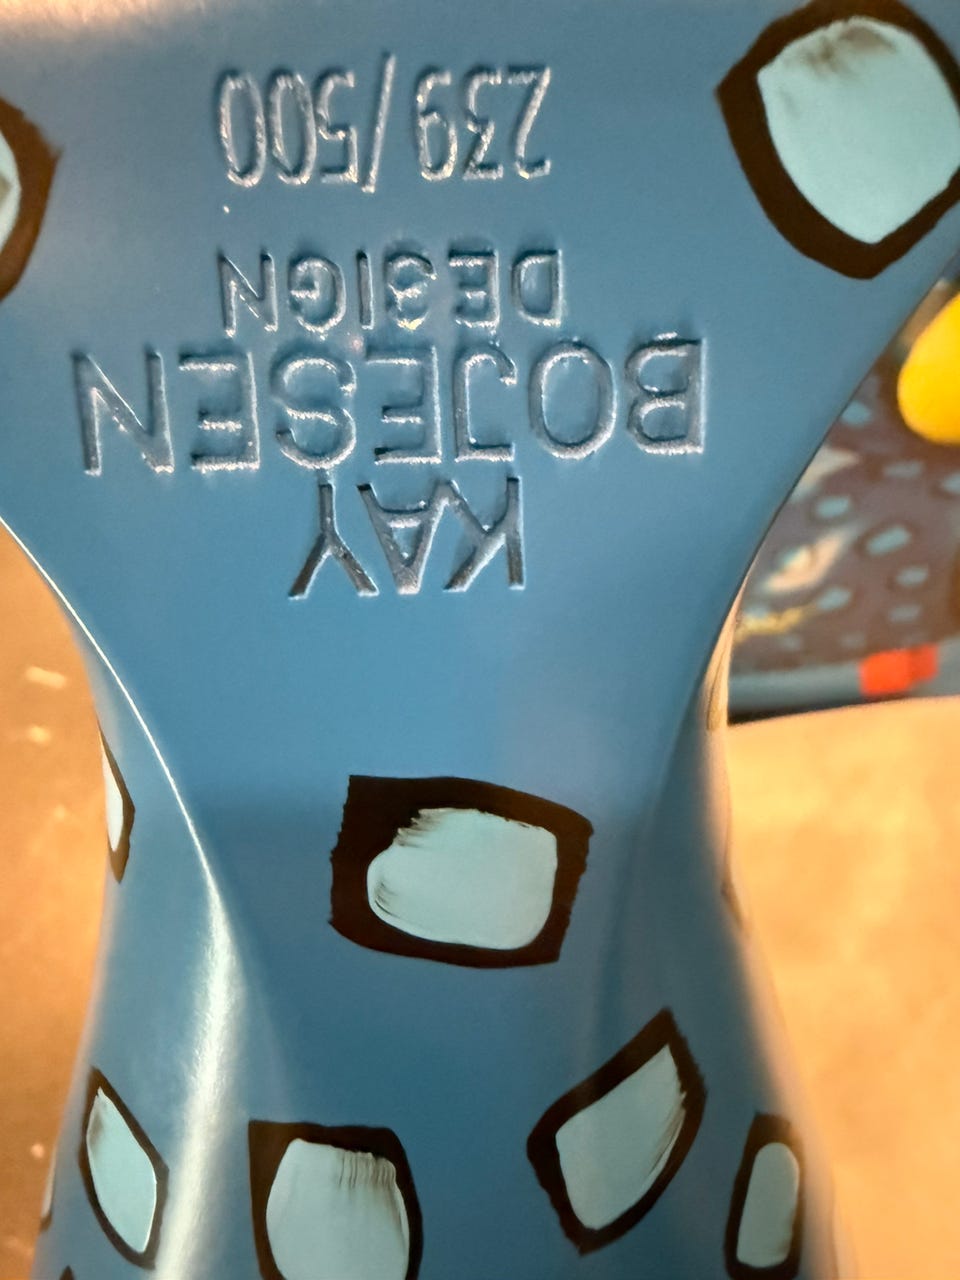 KAY
BOJESEN
DESIGN
239/500